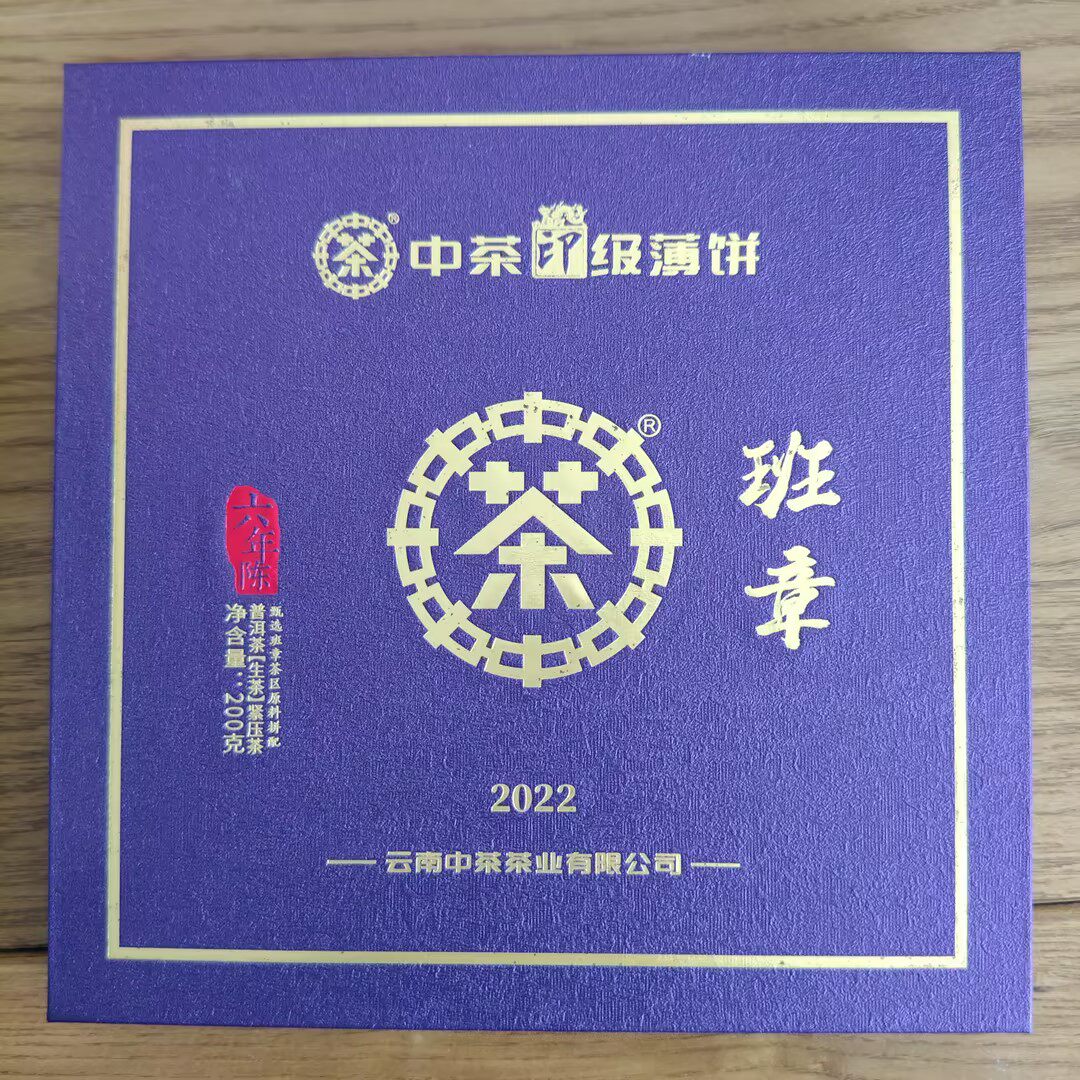 茶®中茶印级薄饼
茶®
班章
六年陈
甄选班章茶区原料拼配
普洱茶[生茶]紧压茶
净含量:200克
2022
云南中茶茶业有限公司